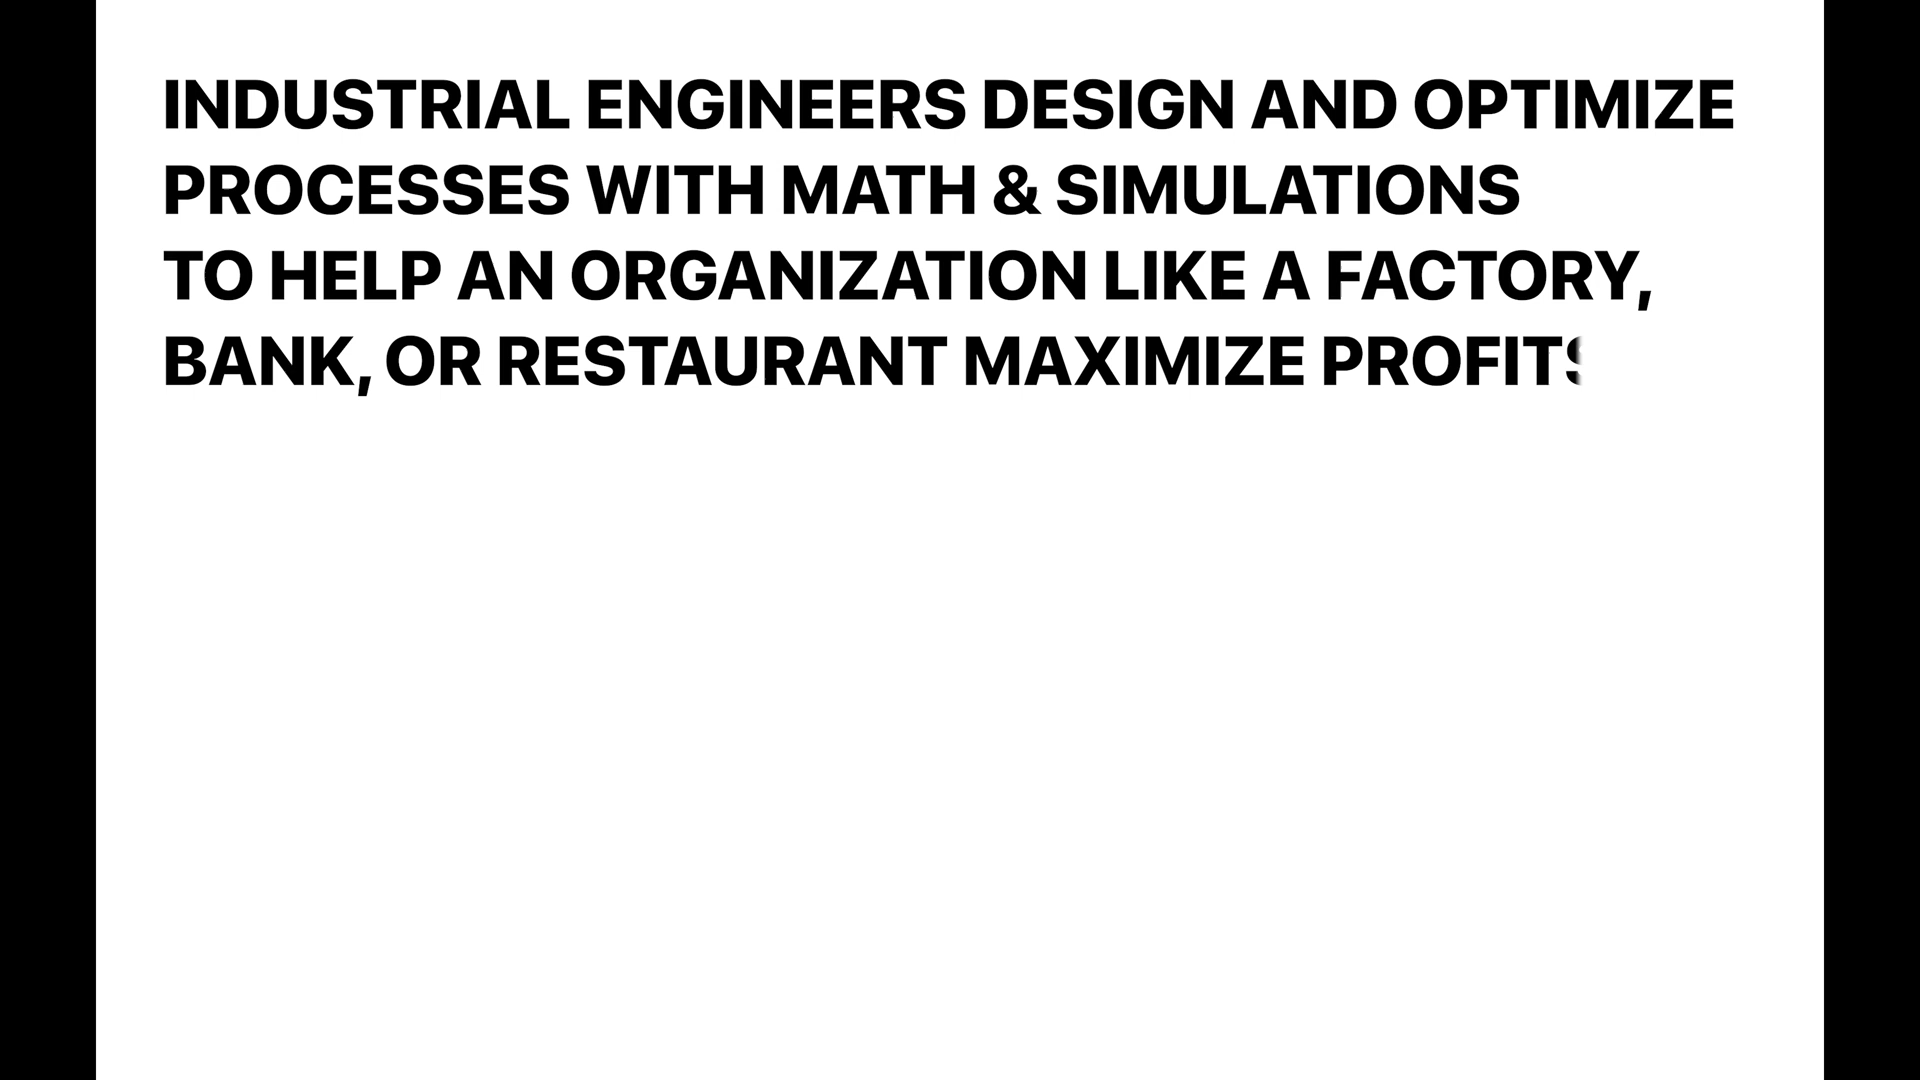 INDUSTRIAL ENGINEERS DESIGN AND OPTIMIZE
PROCESSES WITH MATH & SIMULATIONS
TO HELP AN ORGANIZATION LIKE A FACTORY,
BANK, OR RESTAURANT MAXIMIZE PROFITS